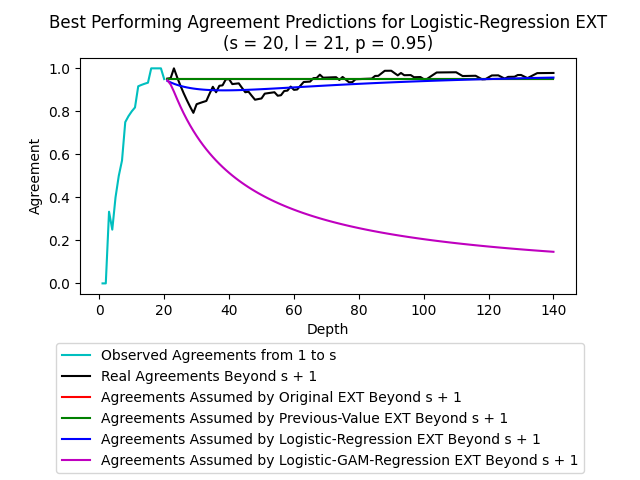 Best Performing Agreement Predictions for Logistic-Regression EXT
(s = 20, l = 21, p = 0.95)
1.0
0.8
0.6
0.4
0.2
0.0
Agreement
0 20 40 60 80 100 120 140
Depth
Observed Agreements from 1 to s
Real Agreements Beyond s + 1
Agreements Assumed by Original EXT Beyond s + 1
Agreements Assumed by Previous-Value EXT Beyond s + 1
Agreements Assumed by Logistic-Regression EXT Beyond s + 1
Agreements Assumed by Logistic-GAM-Regression EXT Beyond s + 1